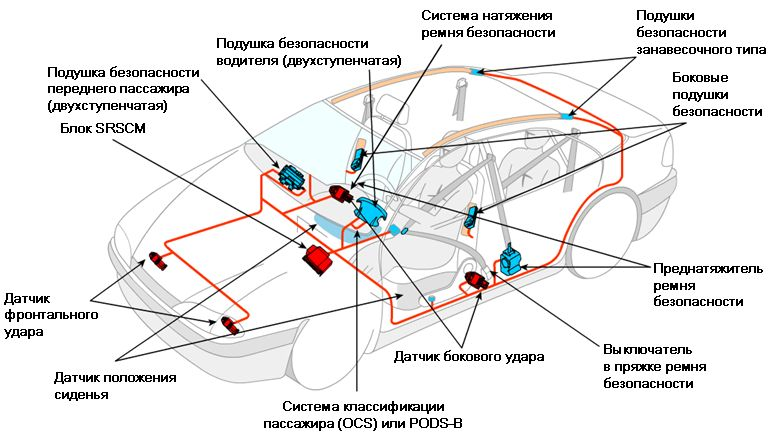 Система натяжения
ремня безопасности
Подушки
безопасности
занавесочного типа
Подушка безопасности
водителя (двухступенчатая)
Подушка безопасности
переднего пассажира
(двухступенчатая)
Боковые
подушки
безопасности
Блок SRSCM
Преднатяжитель
ремня
безопасности
Датчик
фронтального
удара
Датчик бокового удара
Выключатель
в пряжке ремня
безопасности
Датчик положения
сиденья
Система классификации
пассажира (OCS) или PODS-B